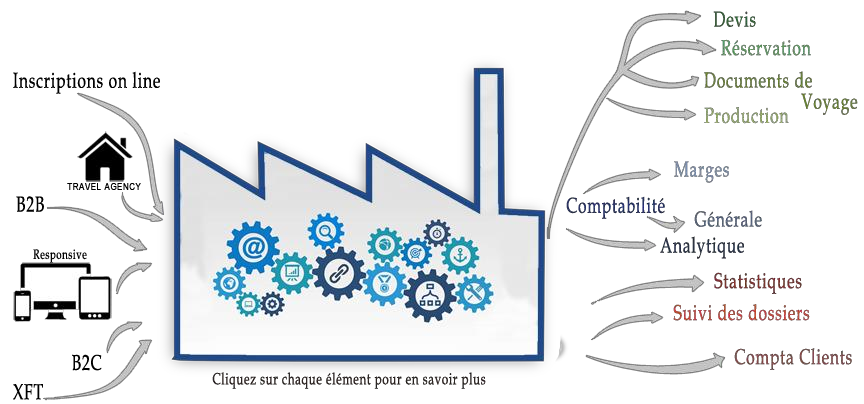 Inscriptions on line
TRAVEL AGENCY
B2B
Responsive
B2C
XFT
@
Cliquez sur chaque élément pour en savoir plus
Devis
Réservation
Documents de
Voyage
Production
Marges
Comptabilité
Générale
Analytique
Statistiques
Suivi des dossiers
Compta Clients